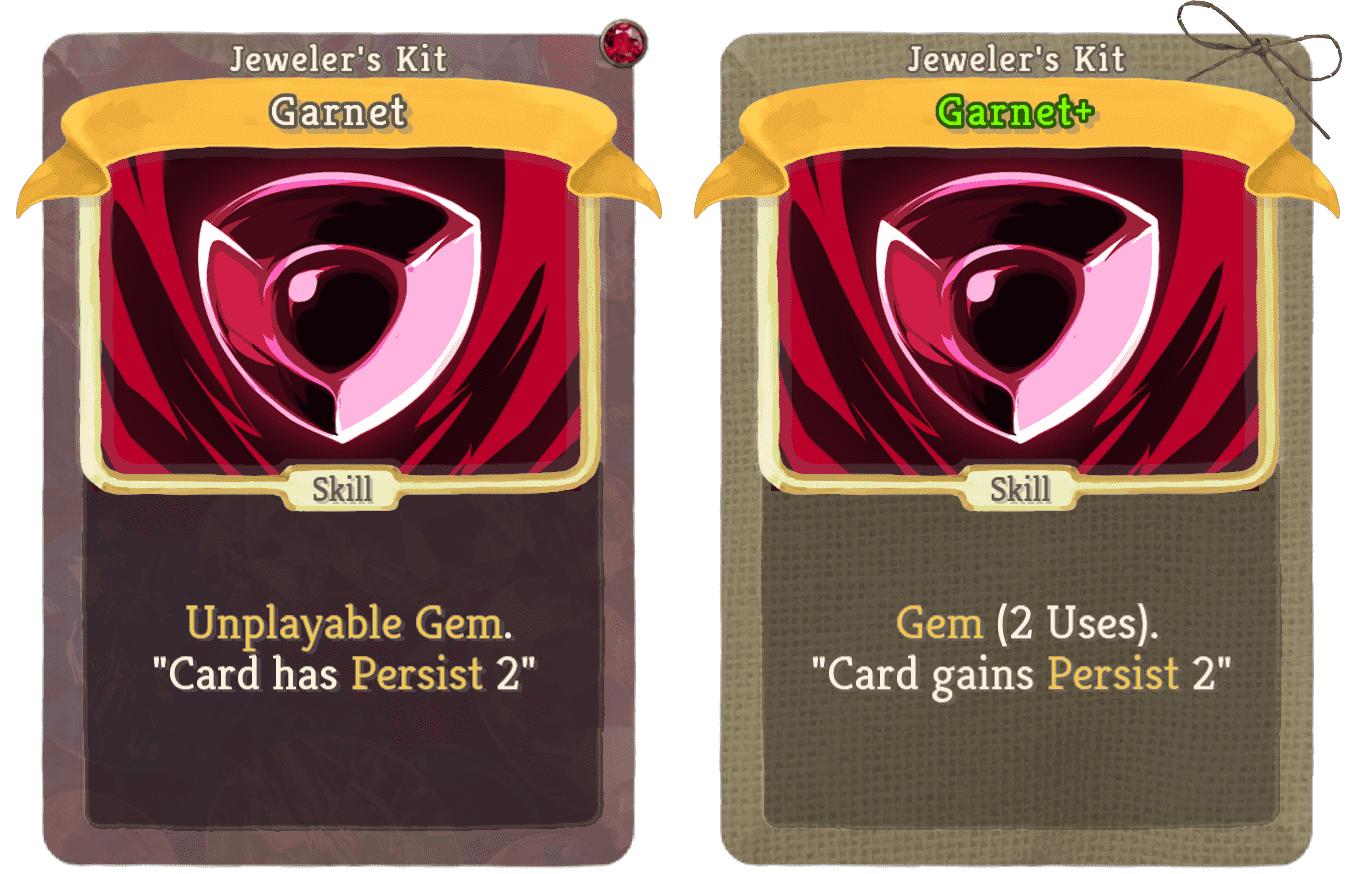 Jeweler's Kit
Garnet
Skill
Unplayable Gem.
"Card has Persist 2"
Jeweler's Kit
Garnet+
Skill
Gem (2 Uses).
"Card gains Persist 2"